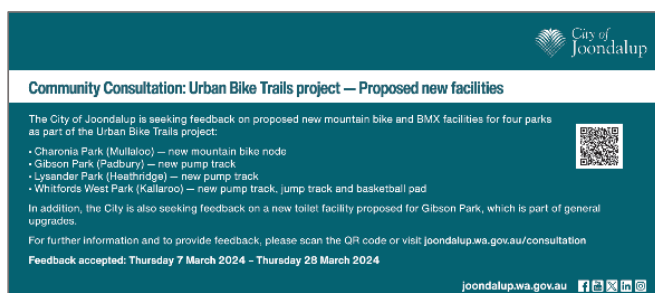 City of
Joondalup
Community Consultation: Urban Bike Trails project — Proposed new facilities
The City of Joondalup is seeking feedback on proposed new mountain bike and BMX facilities for four parks
as part of the Urban Bike Trails project:
• Charonia Park (Mullaloo) — new mountain bike node
• Gibson Park (Padbury) — new pump track
• Lysander Park (Heathridge) — new pump track
• Whitfords West Park (Kallaroo) — new pump track, jump track and basketball pad
In addition, the City is also seeking feedback on a new toilet facility proposed for Gibson Park, which is part of general
upgrades.
For further information and to provide feedback, please scan the QR code or visit joondalup.wa.gov.au/consultation
Feedback accepted: Thursday 7 March 2024 – Thursday 28 March 2024
joondalup.wa.gov.au